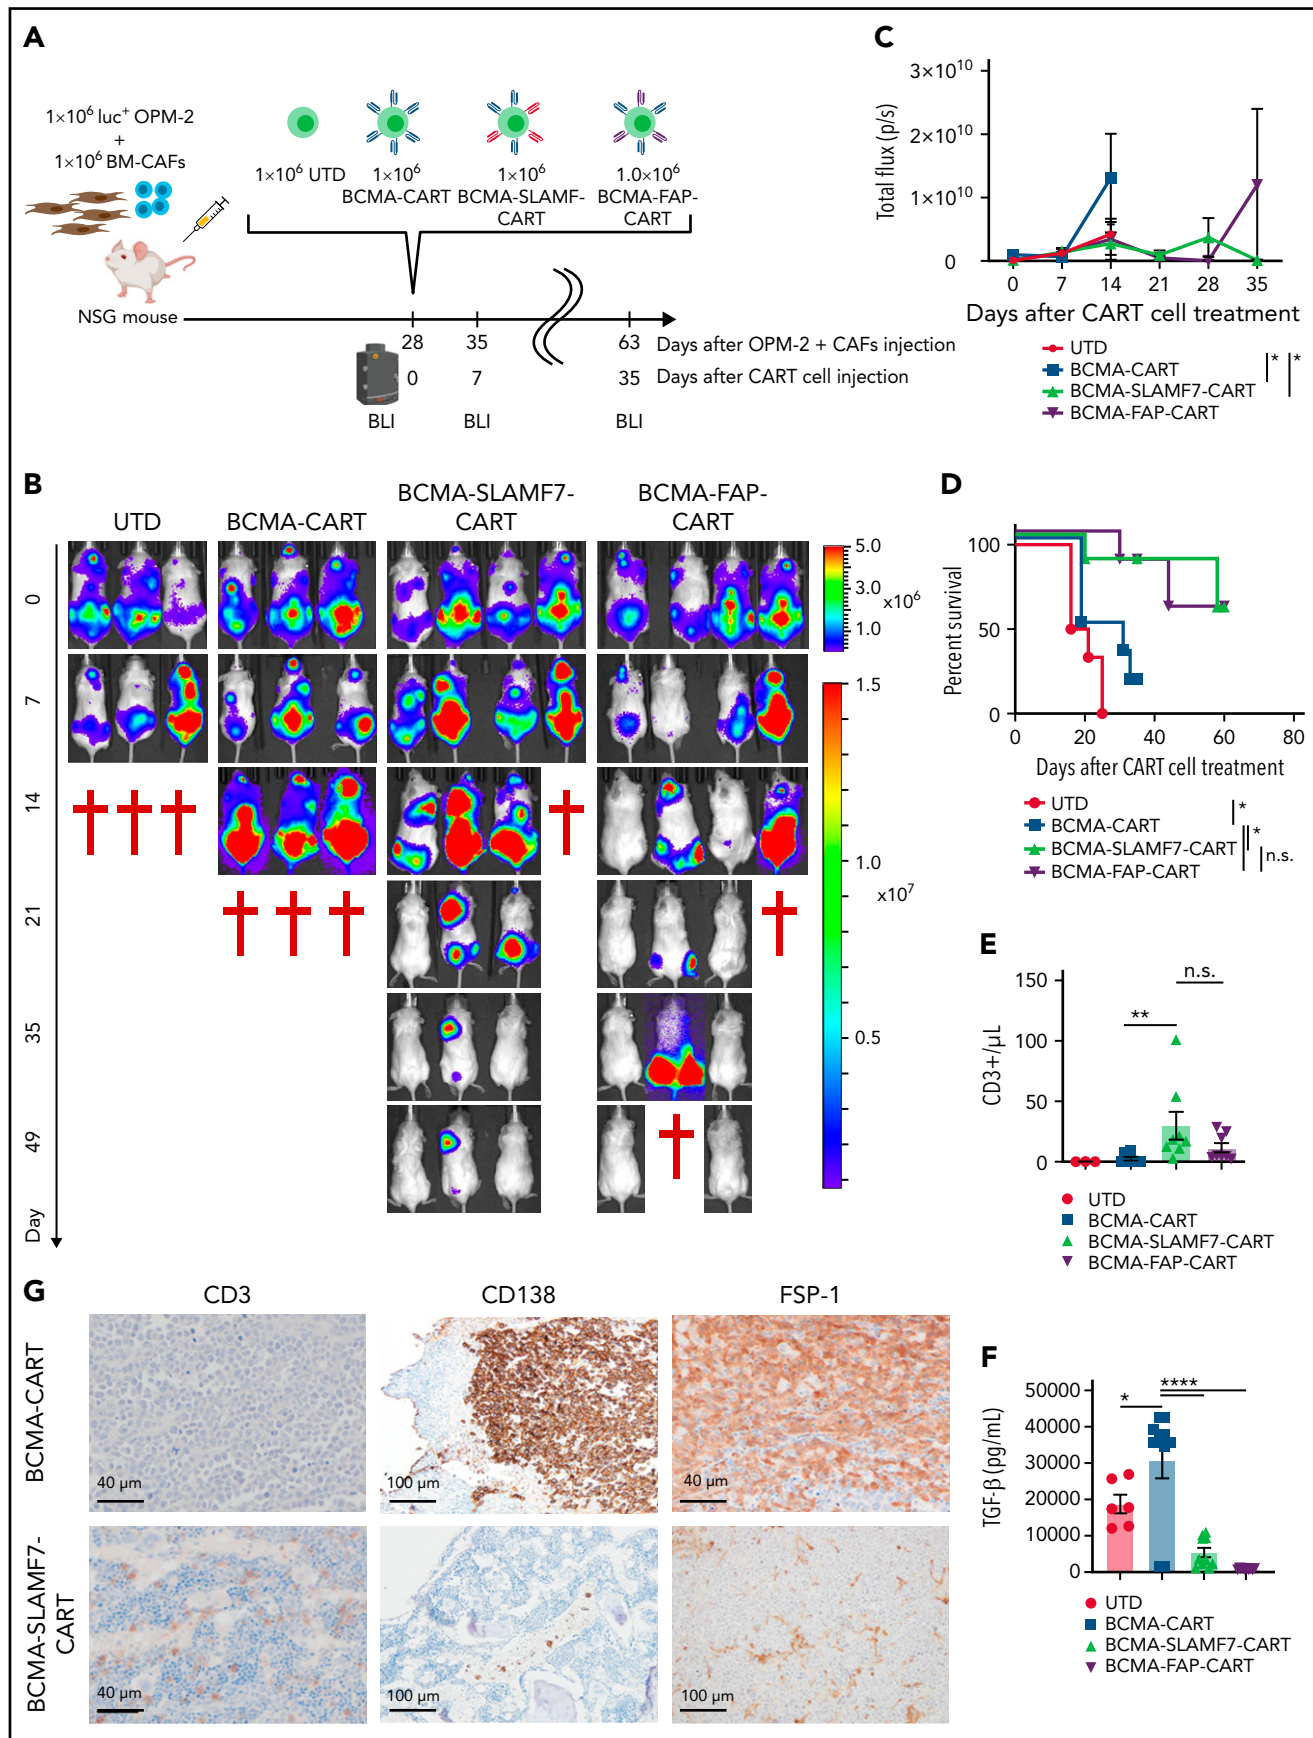 A
1×10⁶ luc⁺ OPM-2
+
1×10⁶ BM-CAFs
NSG mouse
1×10⁶ UTD
1×10⁶
BCMA-CART
1×10⁶
BCMA-SLAMF-
CART
1.0×10⁶
BCMA-FAP-
CART
28 35 63 Days after OPM-2 + CAFs injection
0 7 35 Days after CART cell injection
BLI BLI BLI
C
Total flux (p/s)
3×10¹⁰
2×10¹⁰
1×10¹⁰
0
0 7 14 21 28 35
Days after CART cell treatment
UTD
BCMA-CART
BCMA-SLAMF7-CART
BCMA-FAP-CART
* *
B
UTD
BCMA-CART
BCMA-SLAMF7-
CART
BCMA-FAP-
CART
0
7
14
21
35
49
Day
5.0
3.0
×10⁶
1.0
1.5
1.0
×10⁷
0.5
D
Percent survival
100
50
0
0 20 40 60 80
Days after CART cell treatment
UTD
BCMA-CART
BCMA-SLAMF7-CART
BCMA-FAP-CART
*
*
n.s.
E
CD3+/µL
150
100
50
0
**
n.s.
UTD
BCMA-CART
BCMA-SLAMF7-CART
BCMA-FAP-CART
F
TGF-β (pg/mL)
50000
40000
30000
20000
10000
0
*
****
UTD
BCMA-CART
BCMA-SLAMF7-CART
BCMA-FAP-CART
G
CD3
CD138
FSP-1
BCMA-CART
40 µm
100 µm
40 µm
BCMA-SLAMF7-
CART
40 µm
100 µm
100 µm